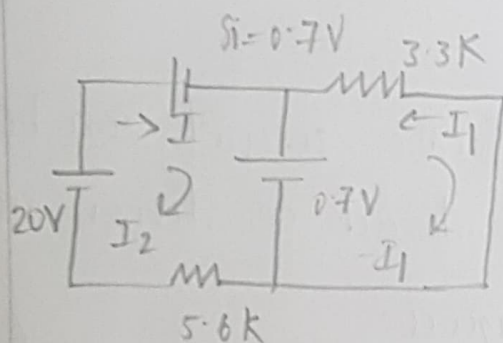 Si = 0.7V
3.3K
I
I1
20V
I2
0.7V
I1
5.6K